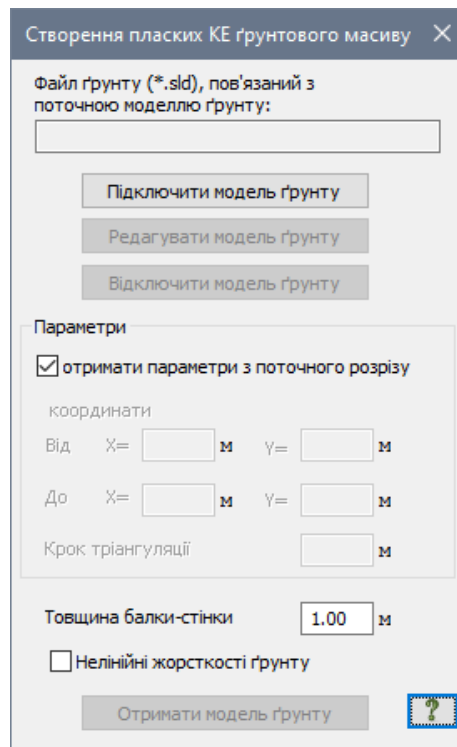 Створення пласких КЕ ґрунтового масиву
Файл ґрунту (*.sld), пов'язаний з
поточною моделлю ґрунту:
Підключити модель ґрунту
Редагувати модель ґрунту
Відключити модель ґрунту
Параметри
отримати параметри з поточного розрізу
координати
Від X= м Y= м
До X= м Y= м
Крок тріангуляції м
Товщина балки-стінки 1.00 м
Нелінійні жорсткості ґрунту
Отримати модель ґрунту ?